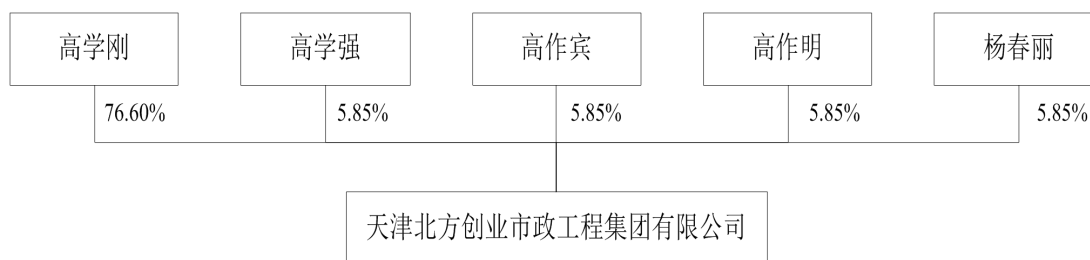 高学刚
高学强
高作宾
高作明
杨春丽
76.60%
5.85%
5.85%
5.85%
5.85%
天津北方创业市政工程集团有限公司